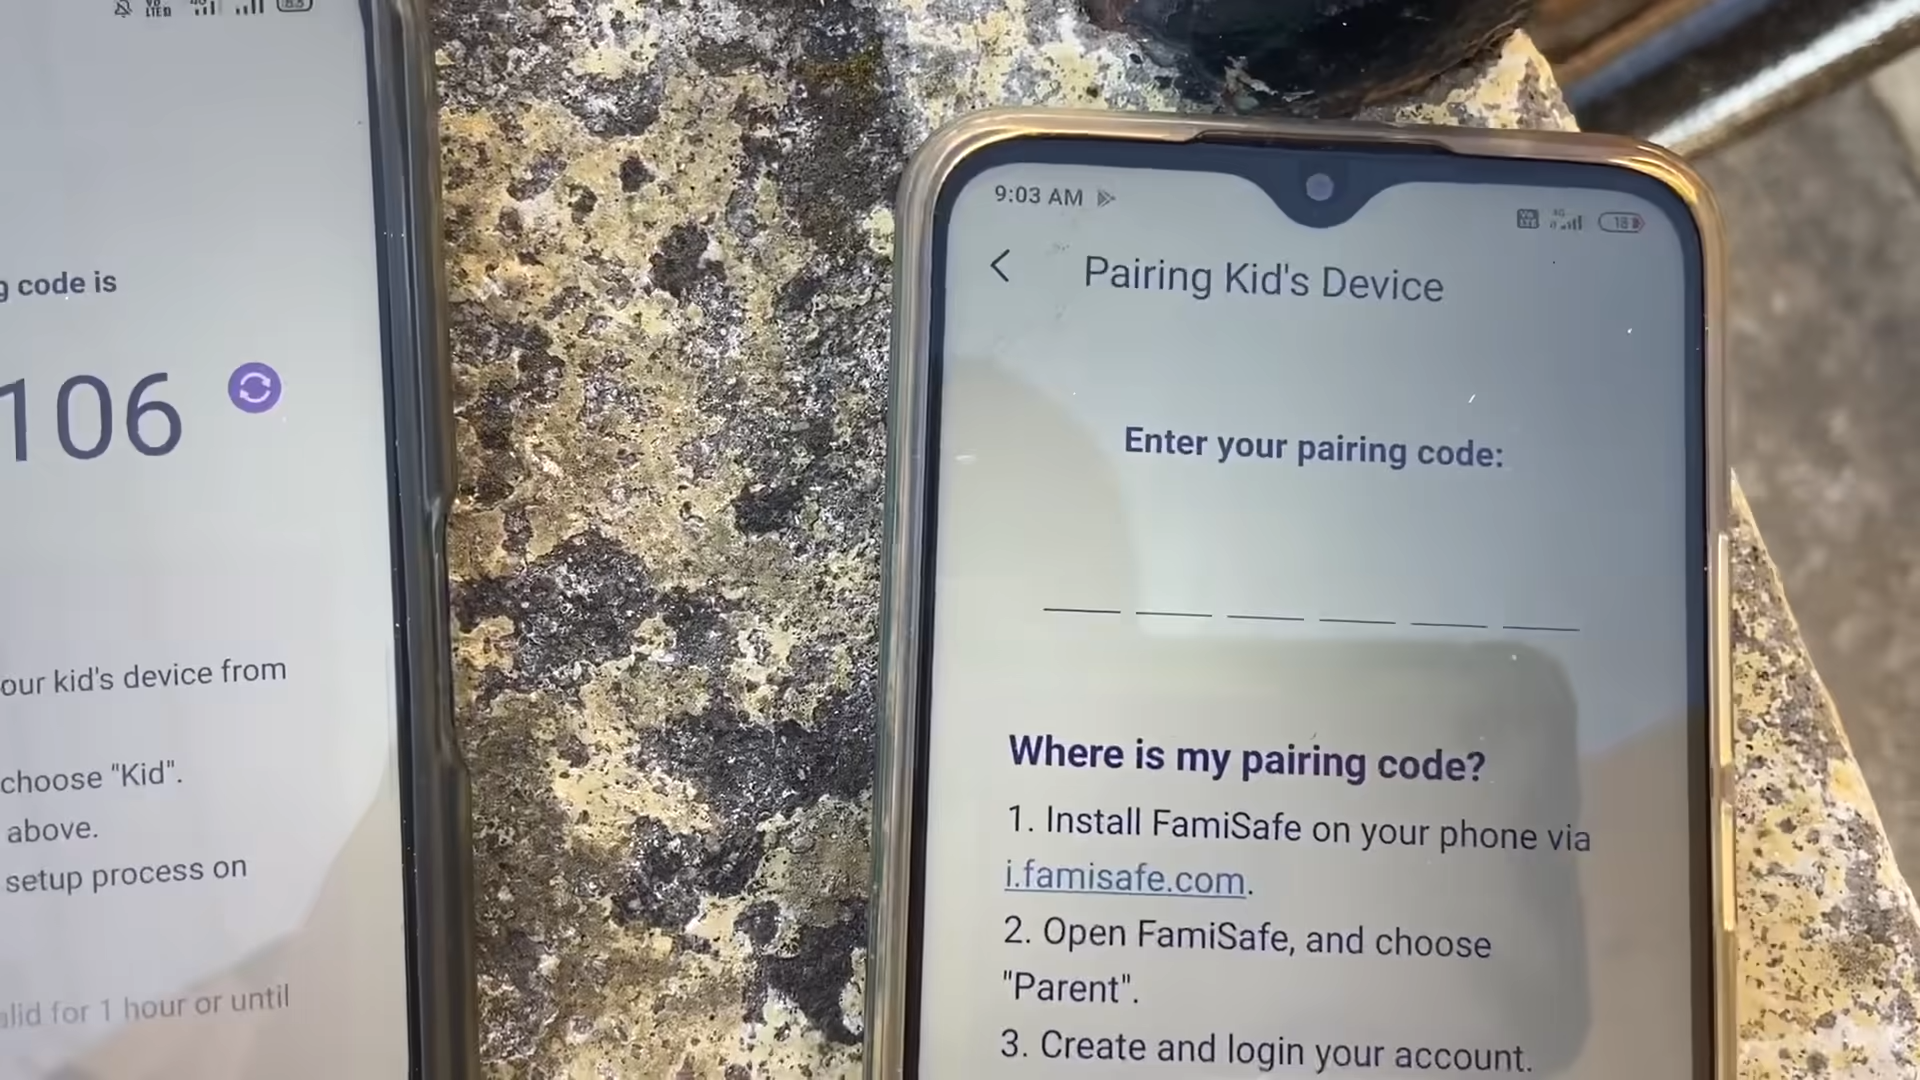 code is
106
kid's device from
choose "Kid".
above.
setup process on
for 1 hour or until
9:03 AM
Pairing Kid's Device
Enter your pairing code:
Where is my pairing code?
1. Install FamiSafe on your phone via
i.famisafe.com.
2. Open FamiSafe, and choose
"Parent".
3. Create and login your account.